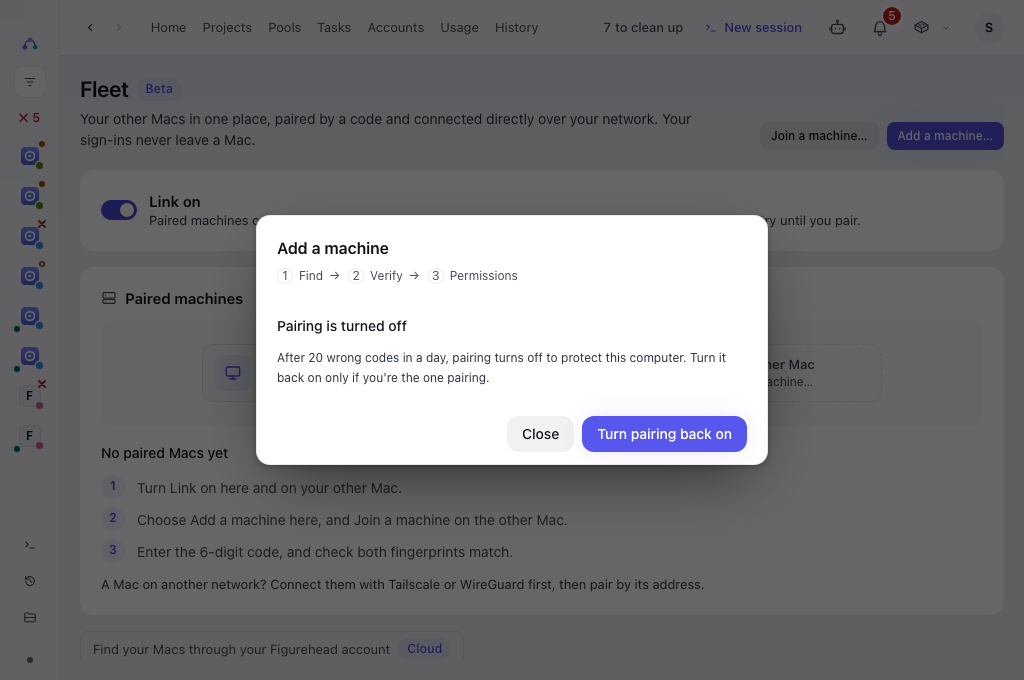 Home Projects Pools Tasks Accounts Usage History 7 to clean up New session 5 S
5
Fleet Beta
Your other Macs in one place, paired by a code and connected directly over your network. Your
sign-ins never leave a Mac.
Join a machine... Add a machine...
Link on
Paired machines
ry until you pair.
Add a machine
1 Find → 2 Verify → 3 Permissions
Paired machines
Pairing is turned off
After 20 wrong codes in a day, pairing turns off to protect this computer. Turn it
back on only if you're the one pairing.
Mac
achine...
F
Close Turn pairing back on
F
No paired Macs yet
1 Turn Link on here and on your other Mac.
2 Choose Add a machine here, and Join a machine on the other Mac.
3 Enter the 6-digit code, and check both fingerprints match.
A Mac on another network? Connect them with Tailscale or WireGuard first, then pair by its address.
Find your Macs through your Figurehead account Cloud